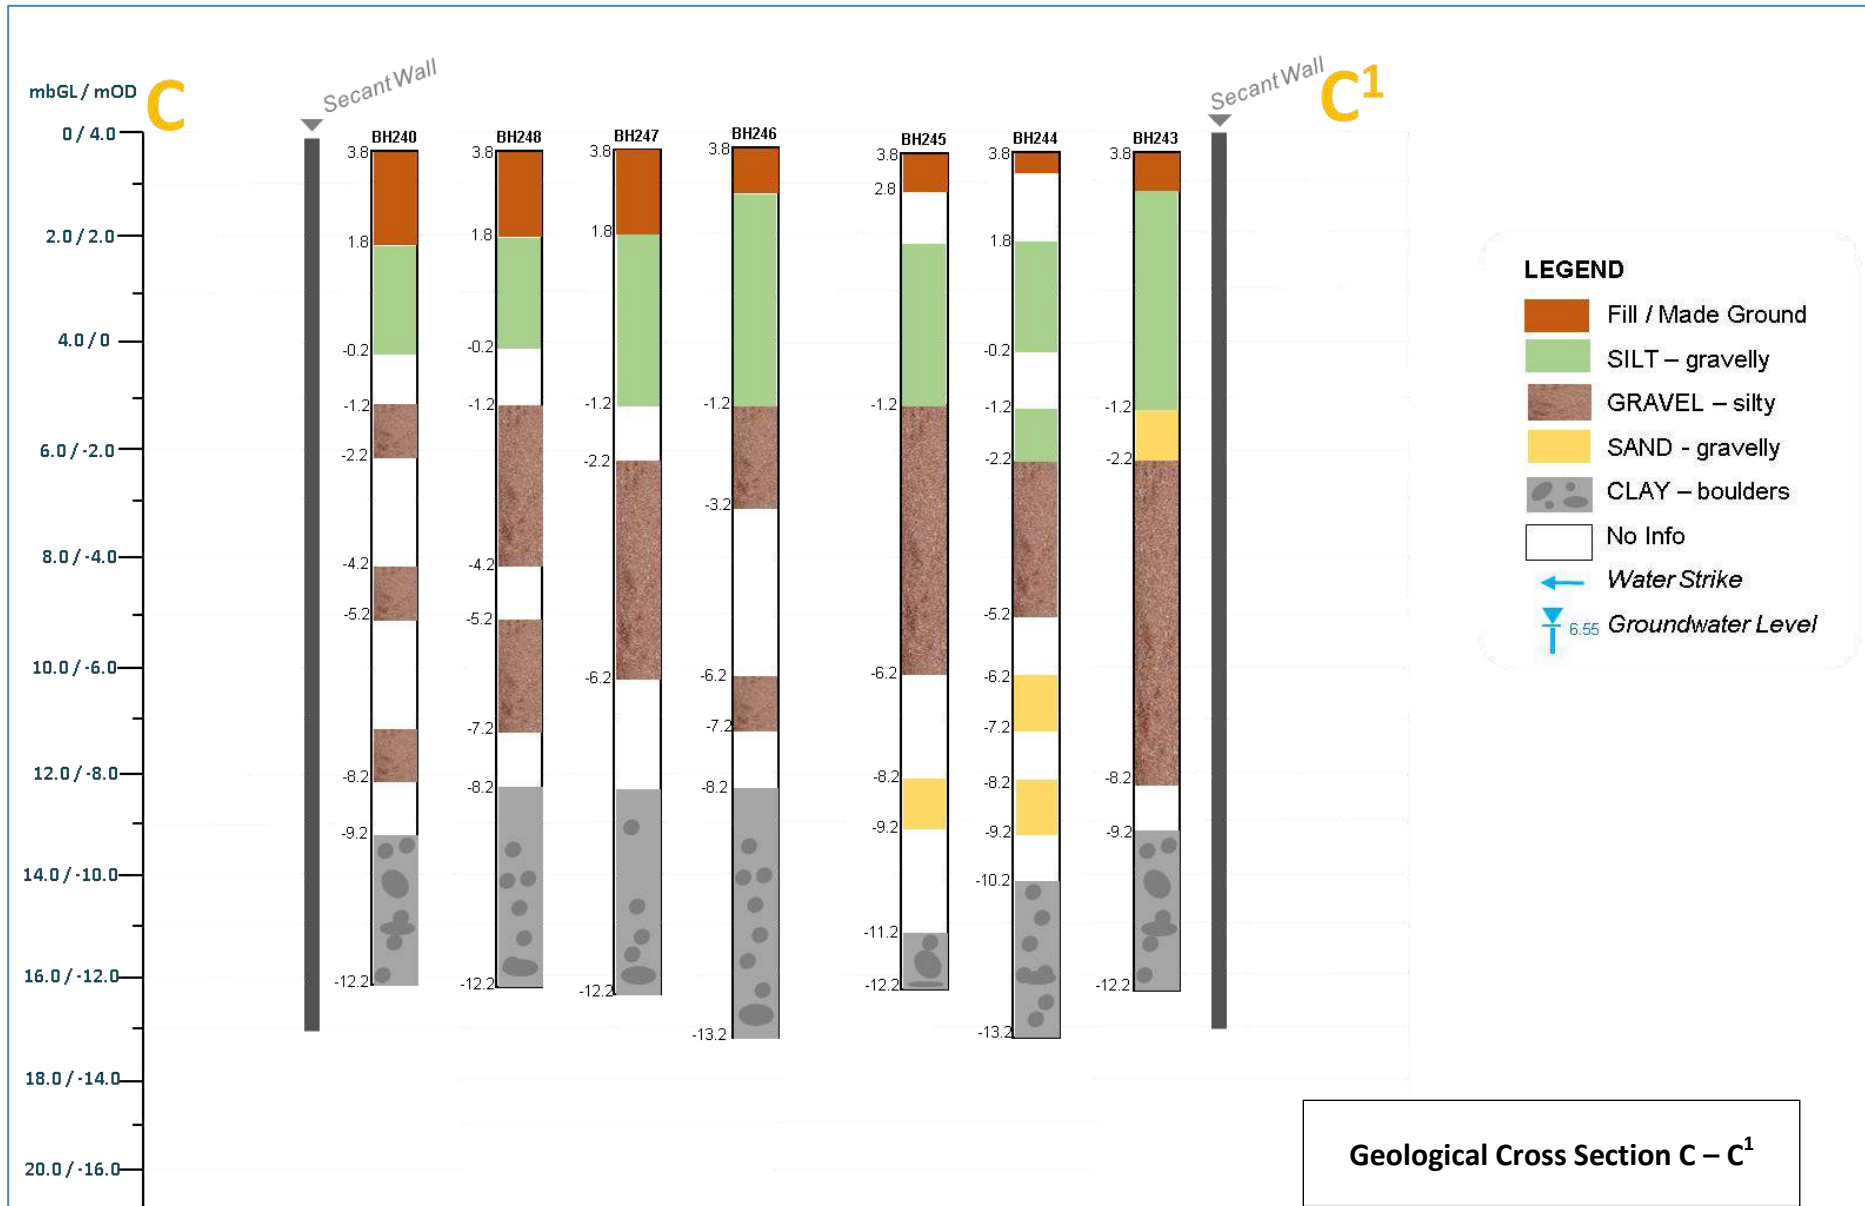 mbGL / mOD
C
Secant Wall
Secant Wall
C¹
0 / 4.0
2.0 / 2.0
4.0 / 0
6.0 / -2.0
8.0 / -4.0
10.0 / -6.0
12.0 / -8.0
14.0 / -10.0
16.0 / -12.0
18.0 / -14.0
20.0 / -16.0
BH240
3.8
1.8
-0.2
-1.2
-2.2
-4.2
-5.2
-8.2
-9.2
-12.2
BH248
3.8
1.8
-0.2
-1.2
-4.2
-5.2
-7.2
-8.2
-12.2
BH247
3.8
1.8
-1.2
-2.2
-6.2
-12.2
BH246
3.8
-1.2
-3.2
-6.2
-7.2
-8.2
-13.2
BH245
3.8
2.8
-1.2
-6.2
-8.2
-9.2
-11.2
-12.2
BH244
3.8
1.8
-0.2
-1.2
-2.2
-5.2
-6.2
-7.2
-8.2
-9.2
-10.2
-13.2
BH243
3.8
-1.2
-2.2
-8.2
-9.2
-12.2
LEGEND
Fill / Made Ground
SILT – gravelly
GRAVEL – silty
SAND - gravelly
CLAY – boulders
No Info
Water Strike
6.55 Groundwater Level
Geological Cross Section C – C¹